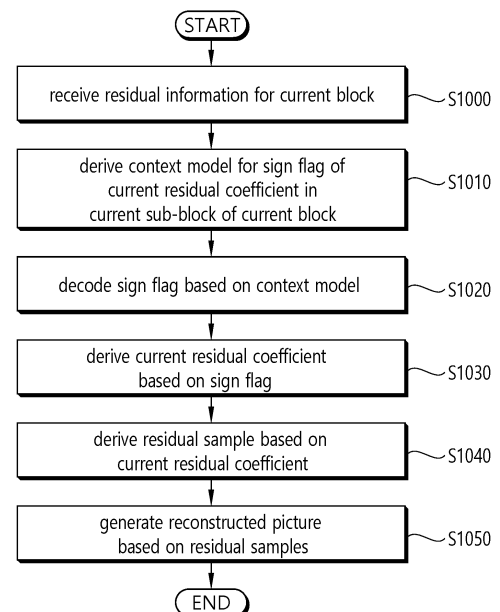 START
receive residual information for current block
S1000
derive context model for sign flag of
current residual coefficient in
current sub-block of current block
S1010
decode sign flag based on context model
S1020
derive current residual coefficient
based on sign flag
S1030
derive residual sample based on
current residual coefficient
S1040
generate reconstructed picture
based on residual samples
S1050
END